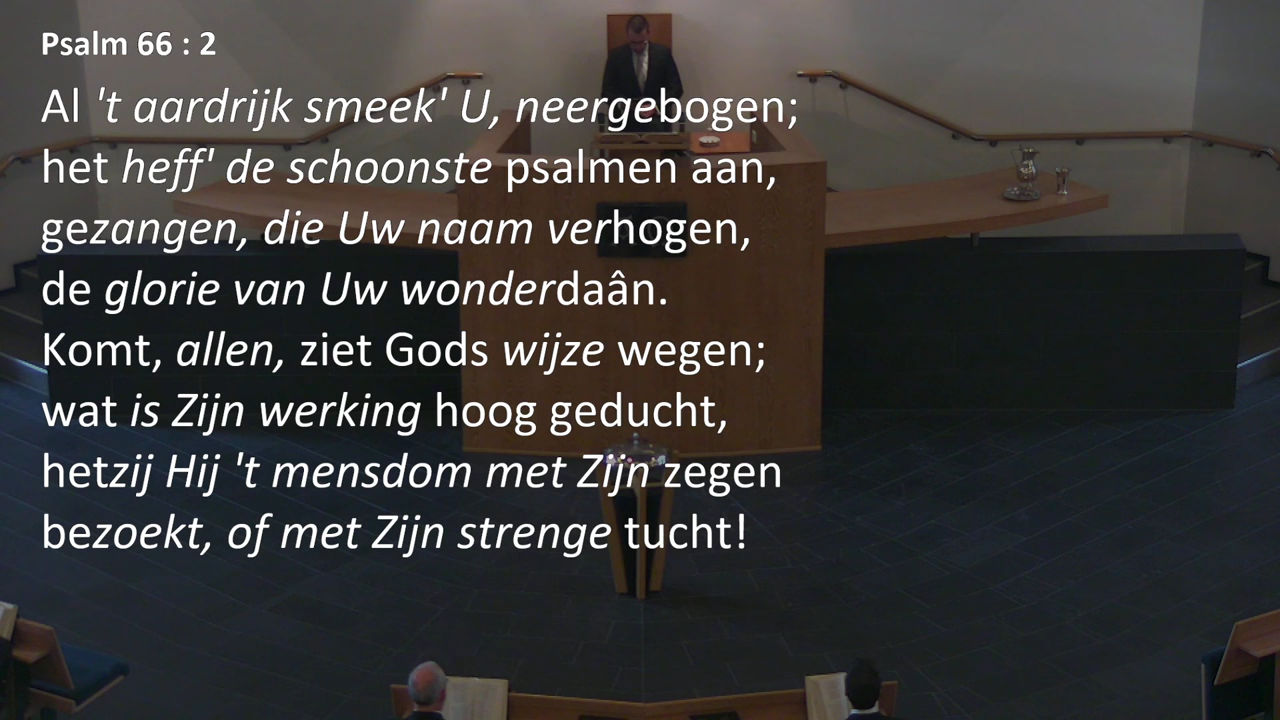 Psalm 66 : 2
Al 't aardrijk smeek' U, neergebogen;
het heff' de schoonste psalmen aan,
gezangen, die Uw naam verhogen,
de glorie van Uw wonderdaân.
Komt, allen, ziet Gods wijze wegen;
wat is Zijn werking hoog geducht,
hetzij Hij 't mensdom met Zijn zegen
bezoekt, of met Zijn strenge tucht!